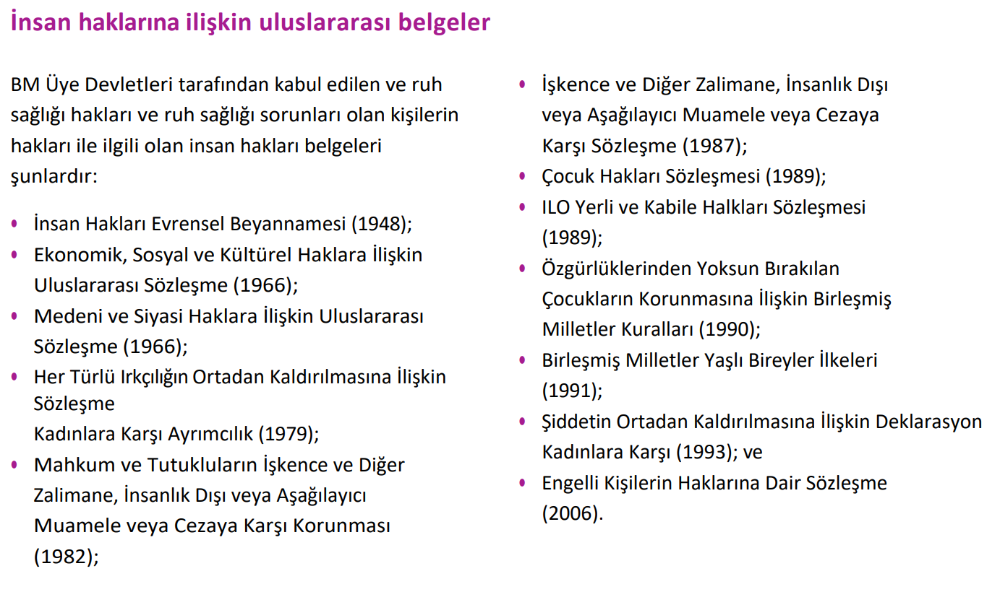 İnsan haklarına ilişkin uluslararası belgeler
BM Üye Devletleri tarafından kabul edilen ve ruh
sağlığı hakları ve ruh sağlığı sorunları olan kişilerin
hakları ile ilgili olan insan hakları belgeleri
şunlardır:
• İnsan Hakları Evrensel Beyannamesi (1948);
• Ekonomik, Sosyal ve Kültürel Haklara İlişkin
Uluslararası Sözleşme (1966);
• Medeni ve Siyasi Haklara İlişkin Uluslararası
Sözleşme (1966);
• Her Türlü Irkçılığın Ortadan Kaldırılmasına İlişkin
Sözleşme
Kadınlara Karşı Ayrımcılık (1979);
• Mahkum ve Tutukluların İşkence ve Diğer
Zalimane, İnsanlık Dışı veya Aşağılayıcı
Muamele veya Cezaya Karşı Korunması
(1982);
• İşkence ve Diğer Zalimane, İnsanlık Dışı
veya Aşağılayıcı Muamele veya Cezaya
Karşı Sözleşme (1987);
• Çocuk Hakları Sözleşmesi (1989);
• ILO Yerli ve Kabile Halkları Sözleşmesi
(1989);
• Özgürlüklerinden Yoksun Bırakılan
Çocukların Korunmasına İlişkin Birleşmiş
Milletler Kuralları (1990);
• Birleşmiş Milletler Yaşlı Bireyler İlkeleri
(1991);
• Şiddetin Ortadan Kaldırılmasına İlişkin Deklarasyon
Kadınlara Karşı (1993); ve
• Engelli Kişilerin Haklarına Dair Sözleşme
(2006).